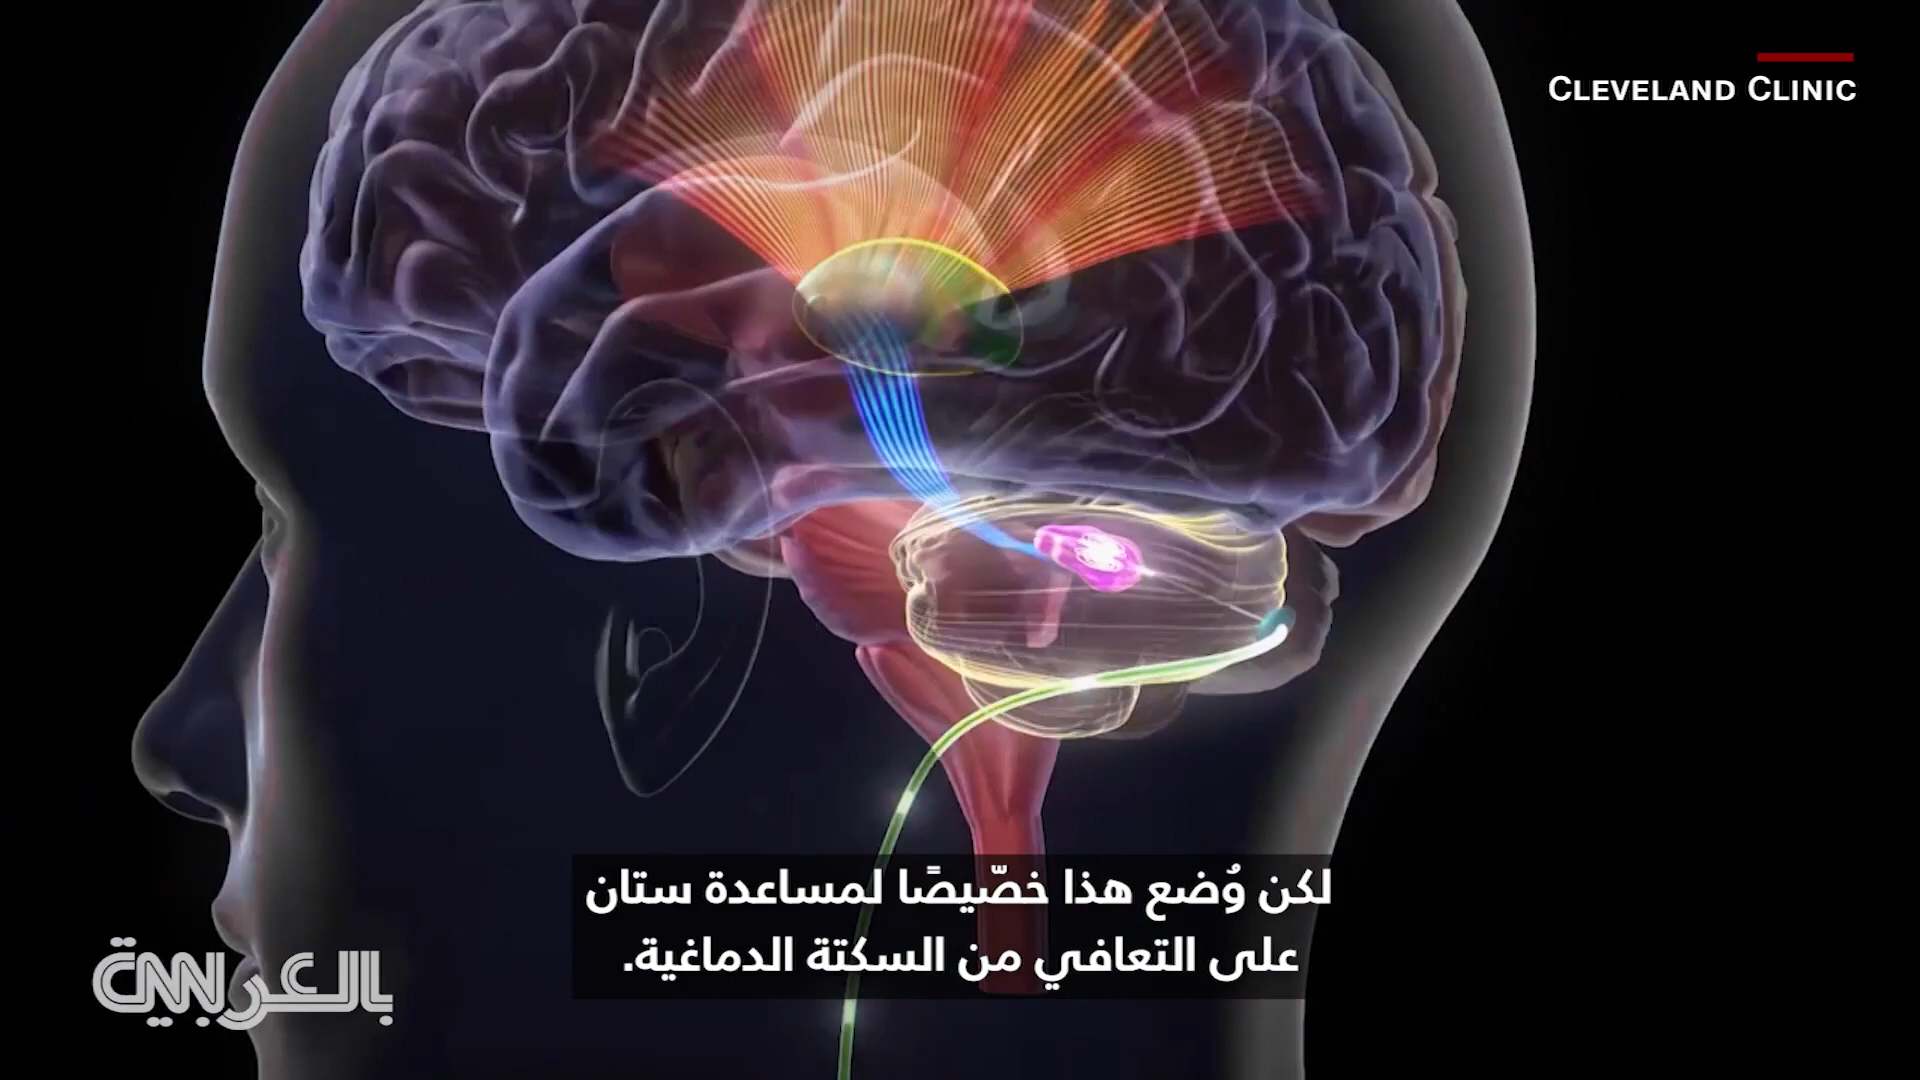 CLEVELAND CLINIC
لكن وُضع هذا خصّيصًا لمساعدة ستان
على التعافي من السكتة الدماغية.
CNN بالعربية